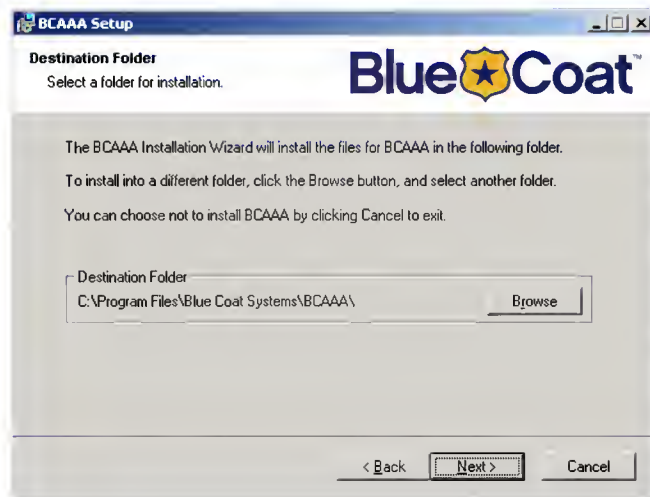 BCAAA Setup
Destination Folder
Select a folder for installation.
Blue Coat™
The BCAAA Installation Wizard will install the files for BCAAA in the following folder.
To install into a different folder, click the Browse button, and select another folder.
You can choose not to install BCAAA by clicking Cancel to exit.
Destination Folder
C:\Program Files\Blue Coat Systems\BCAAA\
Browse
< Back
Next >
Cancel